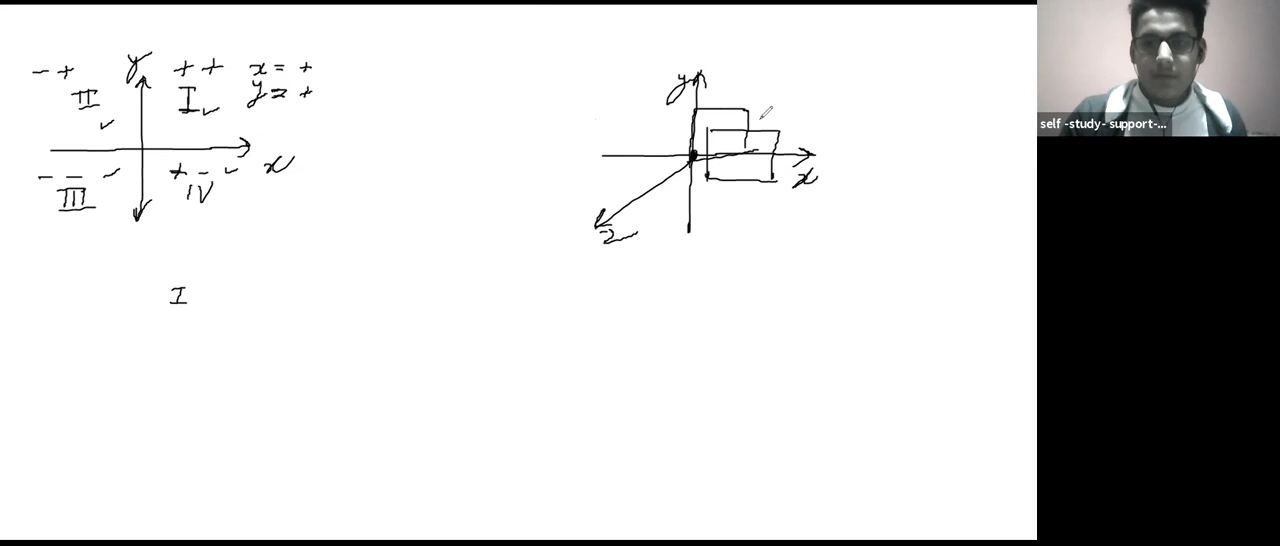 - + y + + x = +
II I y = +
x
- - + -
III IV
I
y
x
z
self -study- support-...